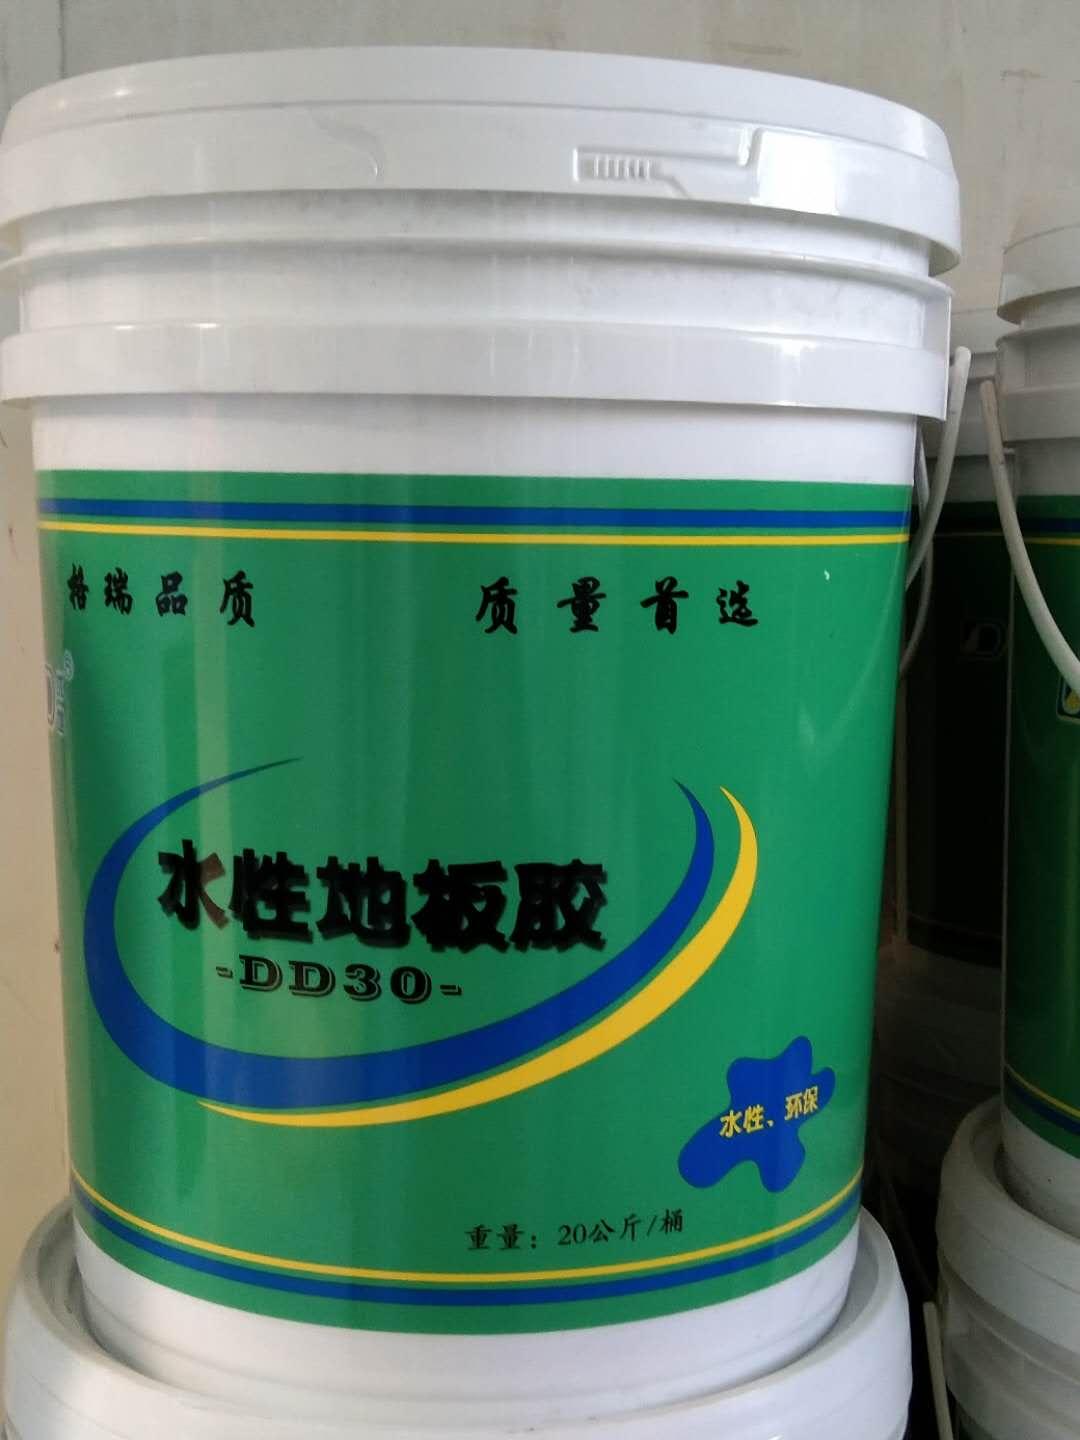 格瑞品质 质量首选
水性地板胶
-DD30-
水性、环保
重量：20公斤/桶